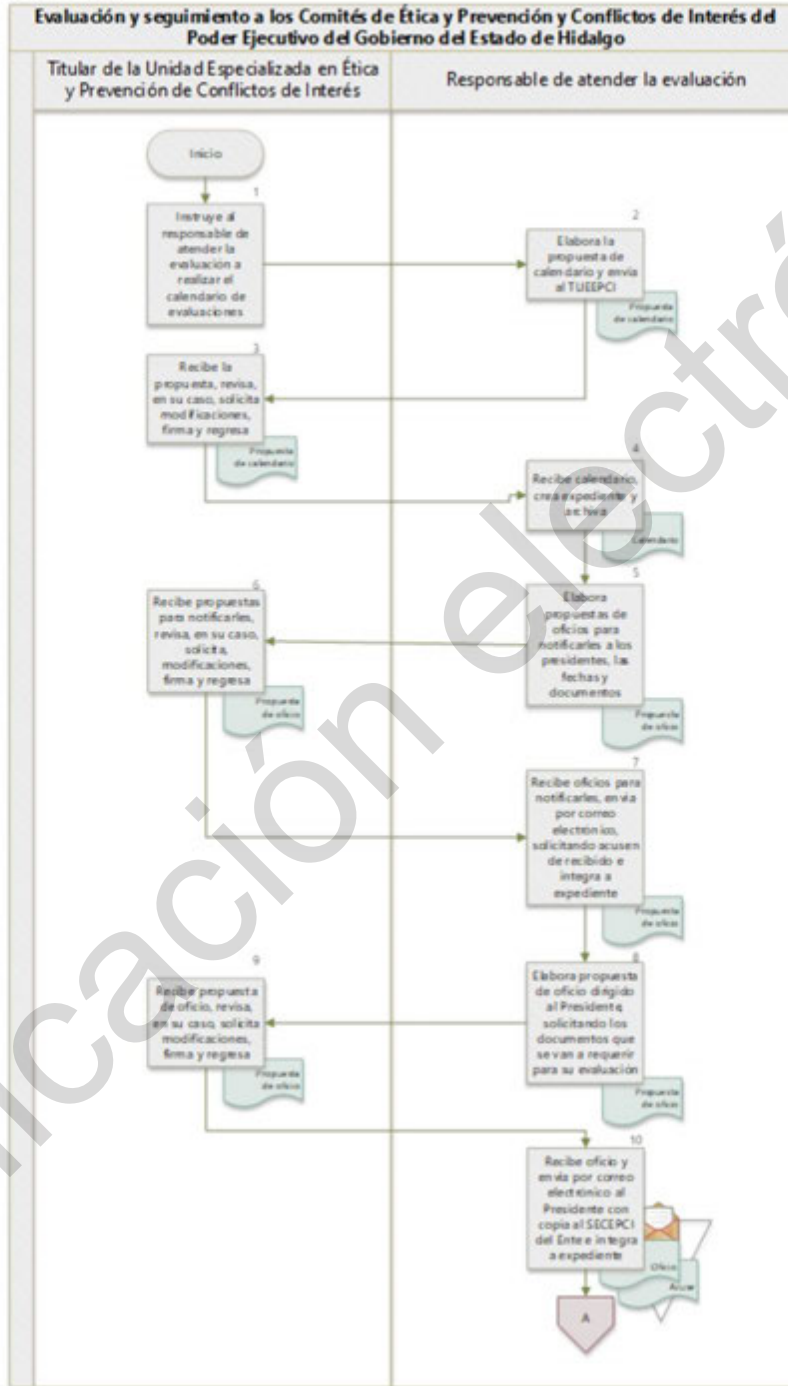 Evaluación y seguimiento a los Comités de Ética y Prevención y Conflictos de Interés del
Poder Ejecutivo del Gobierno del Estado de Hidalgo
Titular de la Unidad Especializada en Ética
y Prevención de Conflictos de Interés
Responsable de atender la evaluación
Inicio
1
Instruye al
responsable de
atender la
evaluación a
realizar el
calendario de
evaluaciones
2
Elabora la
propuesta de
calendario y envía
al TUEEPCI
Propuesta
de calendario
3
Recibe la
propuesta, revisa,
en su caso, solicita
modificaciones,
firma y regresa
Propuesta
de calendario
4
Recibe calendario,
crea expediente y
archiva
Calendario
5
Elabora
propuestas de
oficios para
notificarles a los
presidentes, las
fechas y
documentos
Propuesta
de oficio
6
Recibe propuestas
para notificarles,
revisa, en su caso,
solicita,
modificaciones,
firma y regresa
Propuesta
de oficio
7
Recibe oficios para
notificarles, envía
por correo
electrónico,
solicitando acusen
de recibido e
integra a
expediente
Propuesta
de oficio
8
Elabora propuesta
de oficio dirigido
al Presidente,
solicitando los
documentos que
se van a requerir
para su evaluación
Propuesta
de oficio
9
Recibe propuesta
de oficio, revisa,
en su caso, solicita
modificaciones,
firma y regresa
Propuesta
de oficio
10
Recibe oficio y
envía por correo
electrónico al
Presidente con
copia al SECEPCI
del Ente e integra
a expediente
Oficio
Acuse
A
icación electró